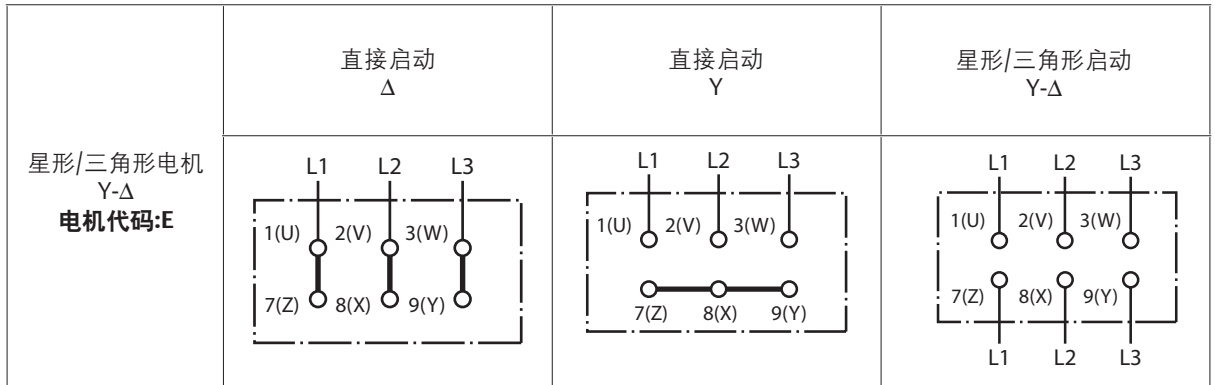 直接启动
Δ
直接启动
Y
星形/三角形启动
Y-Δ
星形/三角形电机
Y-Δ
电机代码:E
L1 L2 L3
1(U) 2(V) 3(W)
7(Z) 8(X) 9(Y)
L1 L2 L3
1(U) 2(V) 3(W)
7(Z) 8(X) 9(Y)
L1 L2 L3
1(U) 2(V) 3(W)
7(Z) 8(X) 9(Y)
L1 L2 L3